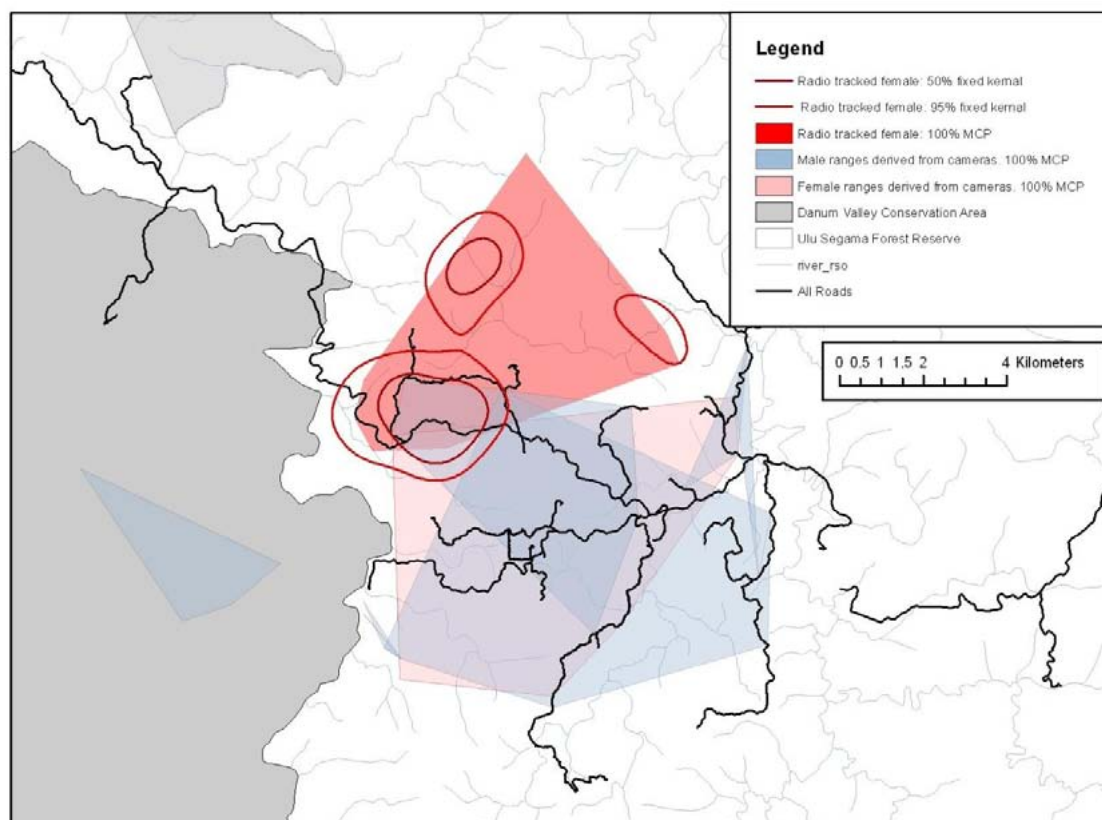 Legend
Radio tracked female: 50% fixed kernal
Radio tracked female: 95% fixed kernal
Radio tracked female: 100% MCP
Male ranges derived from cameras. 100% MCP
Female ranges derived from cameras. 100% MCP
Danum Valley Conservation Area
Ulu Segama Forest Reserve
river_rso
All Roads
0 0.5 1 1.5 2 4 Kilometers